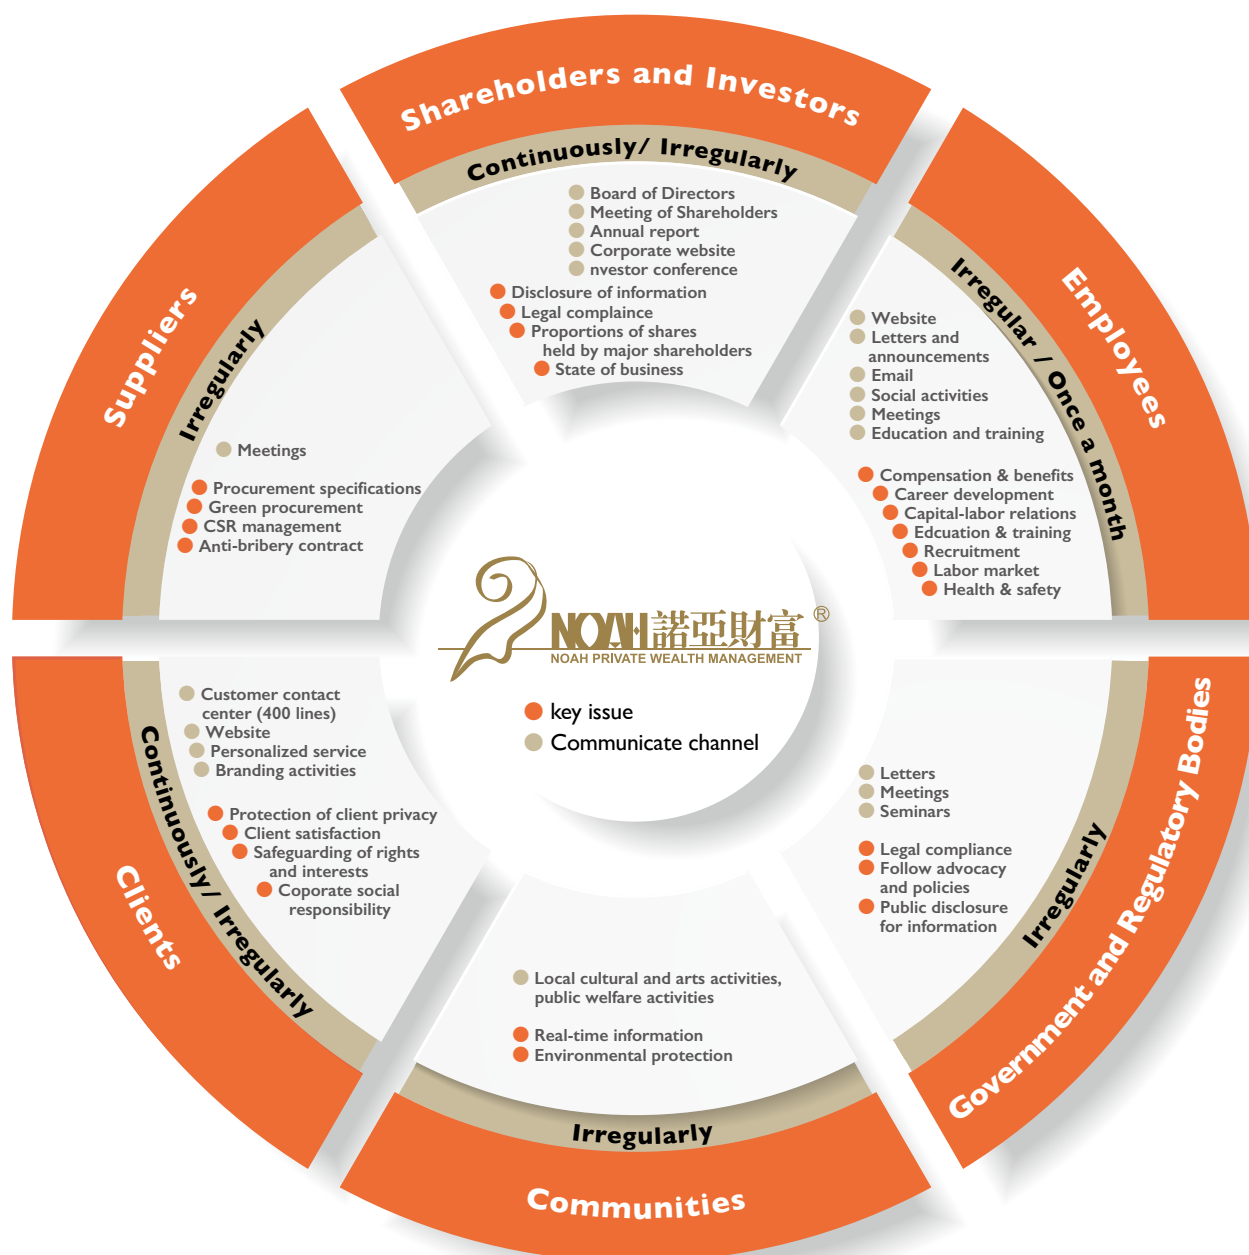 Shareholders and Investors
Continuously/ Irregularly
Board of Directors
Meeting of Shareholders
Annual report
Corporate website
nvestor conference
Disclosure of information
Legal complaince
Proportions of shares
held by major shareholders
State of business
Employees
Irregular / Once a month
Website
Letters and
announcements
Email
Social activities
Meetings
Education and training
Compensation & benefits
Career development
Capital-labor relations
Edcuation & training
Recruitment
Labor market
Health & safety
Government and Regulatory Bodies
Irregularly
Letters
Meetings
Seminars
Legal compliance
Follow advocacy
and policies
Public disclosure
for information
Communities
Irregularly
Local cultural and arts activities,
public welfare activities
Real-time information
Environmental protection
Clients
Continuously/ Irregularly
Customer contact
center (400 lines)
Website
Personalized service
Branding activities
Protection of client privacy
Client satisfaction
Safeguarding of rights
and interests
Coporate social
responsibility
Suppliers
Irregularly
Meetings
Procurement specifications
Green procurement
CSR management
Anti-bribery contract
NOAH 諾亞財富 ®
NOAH PRIVATE WEALTH MANAGEMENT
key issue
Communicate channel